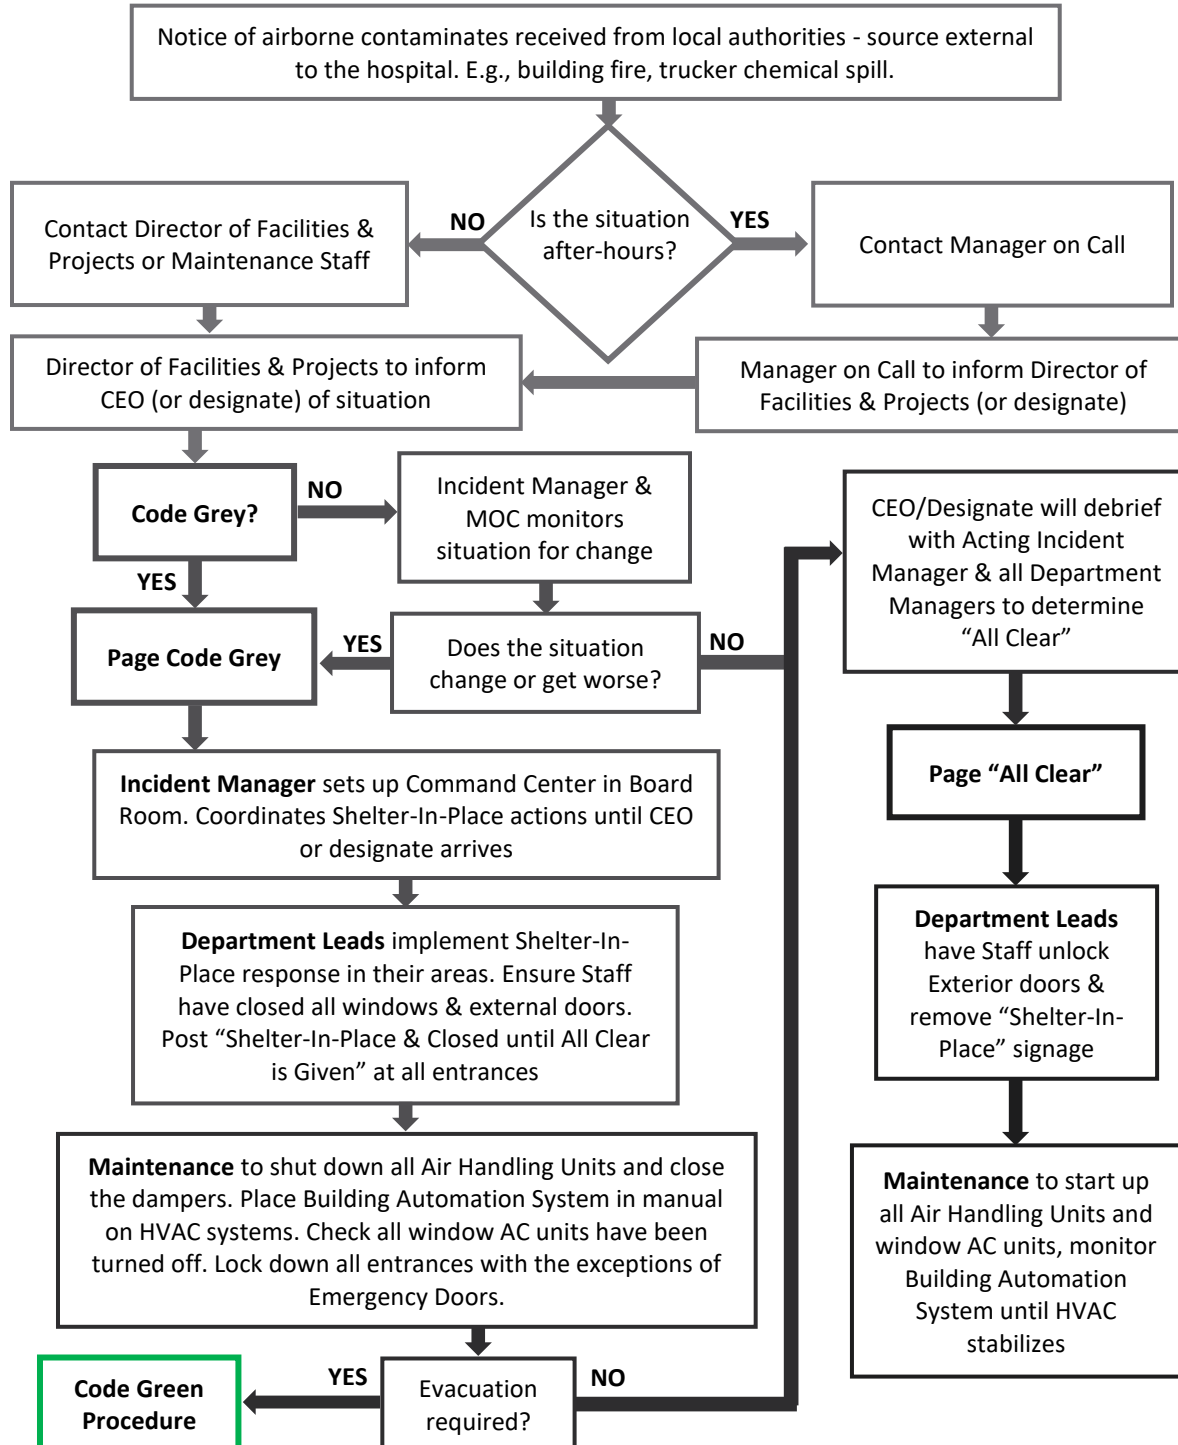 Notice of airborne contaminates received from local authorities - source external
to the hospital. E.g., building fire, trucker chemical spill.
Is the situation
after-hours?
NO
YES
Contact Director of Facilities &
Projects or Maintenance Staff
Contact Manager on Call
Director of Facilities & Projects to inform
CEO (or designate) of situation
Manager on Call to inform Director of
Facilities & Projects (or designate)
Code Grey?
NO
YES
Incident Manager &
MOC monitors
situation for change
Page Code Grey
YES
Does the situation
change or get worse?
NO
Incident Manager sets up Command Center in Board
Room. Coordinates Shelter-In-Place actions until CEO
or designate arrives
Department Leads implement Shelter-In-
Place response in their areas. Ensure Staff
have closed all windows & external doors.
Post “Shelter-In-Place & Closed until All Clear
is Given” at all entrances
Maintenance to shut down all Air Handling Units and close
the dampers. Place Building Automation System in manual
on HVAC systems. Check all window AC units have been
turned off. Lock down all entrances with the exceptions of
Emergency Doors.
Evacuation
required?
YES
NO
Code Green
Procedure
CEO/Designate will debrief
with Acting Incident
Manager & all Department
Managers to determine
“All Clear”
Page “All Clear”
Department Leads
have Staff unlock
Exterior doors &
remove “Shelter-In-
Place” signage
Maintenance to start up
all Air Handling Units and
window AC units, monitor
Building Automation
System until HVAC
stabilizes